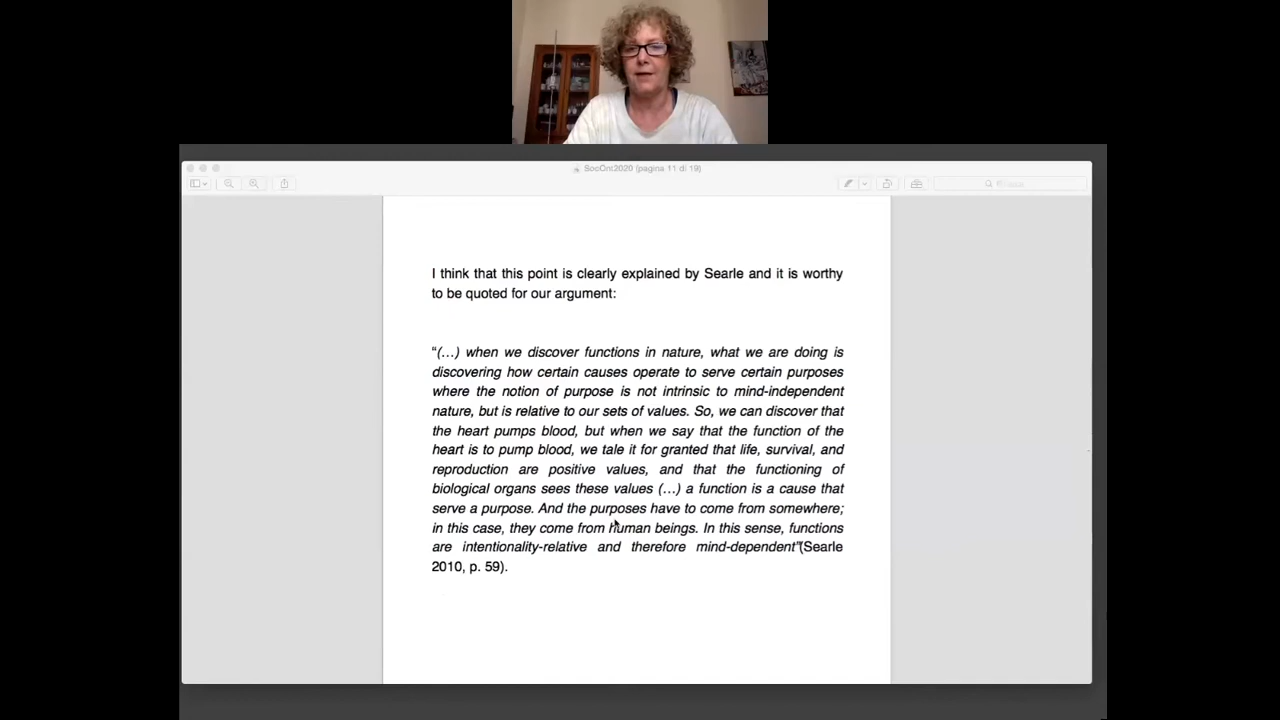 SocOnt2020 (pagina 11 di 19)
Ricerca
I think that this point is clearly explained by Searle and it is worthy
to be quoted for our argument:
“(…) when we discover functions in nature, what we are doing is
discovering how certain causes operate to serve certain purposes
where the notion of purpose is not intrinsic to mind-independent
nature, but is relative to our sets of values. So, we can discover that
the heart pumps blood, but when we say that the function of the
heart is to pump blood, we tale it for granted that life, survival, and
reproduction are positive values, and that the functioning of
biological organs sees these values (…) a function is a cause that
serve a purpose. And the purposes have to come from somewhere;
in this case, they come from human beings. In this sense, functions
are intentionality-relative and therefore mind-dependent”(Searle
2010, p. 59).